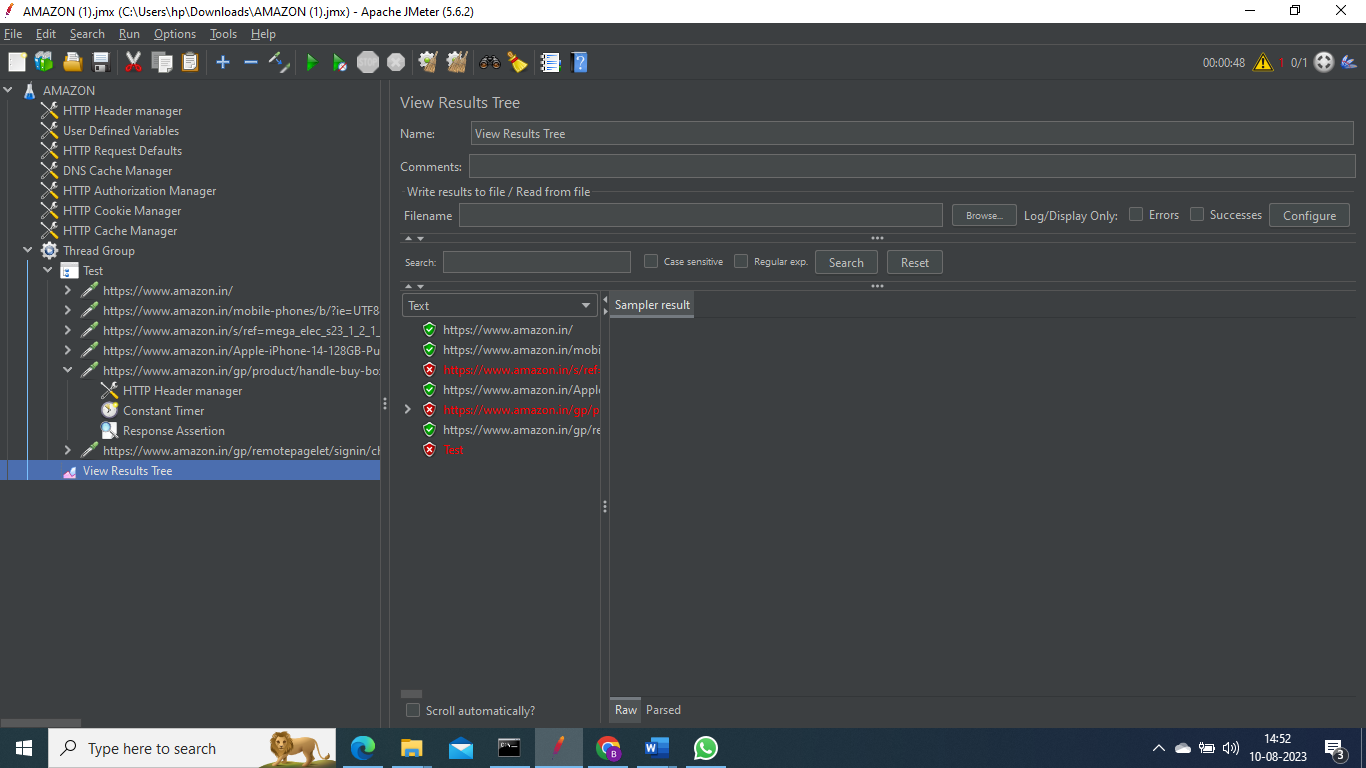 AMAZON (1).jmx (C:\Users\hp\Downloads\AMAZON (1).jmx) - Apache JMeter (5.6.2)
File Edit Search Run Options Tools Help
STOP
00:00:48 1 0/1
AMAZON
HTTP Header manager
User Defined Variables
HTTP Request Defaults
DNS Cache Manager
HTTP Authorization Manager
HTTP Cookie Manager
HTTP Cache Manager
Thread Group
Test
https://www.amazon.in/
https://www.amazon.in/mobile-phones/b/?ie=UTF8
https://www.amazon.in/s/ref=mega_elec_s23_1_2_1_
https://www.amazon.in/Apple-iPhone-14-128GB-Pu
https://www.amazon.in/gp/product/handle-buy-bo
HTTP Header manager
Constant Timer
Response Assertion
https://www.amazon.in/gp/remotepagelet/signin/ch
View Results Tree
View Results Tree
Name: View Results Tree
Comments:
Write results to file / Read from file
Filename Browse... Log/Display Only: Errors Successes Configure
Search: Case sensitive Regular exp. Search Reset
Text
https://www.amazon.in/
https://www.amazon.in/mobi
https://www.amazon.in/s/ref
https://www.amazon.in/Apple
https://www.amazon.in/gp/p
https://www.amazon.in/gp/re
Test
Scroll automatically?
Sampler result
Raw Parsed
Type here to search
14:52
10-08-2023
3